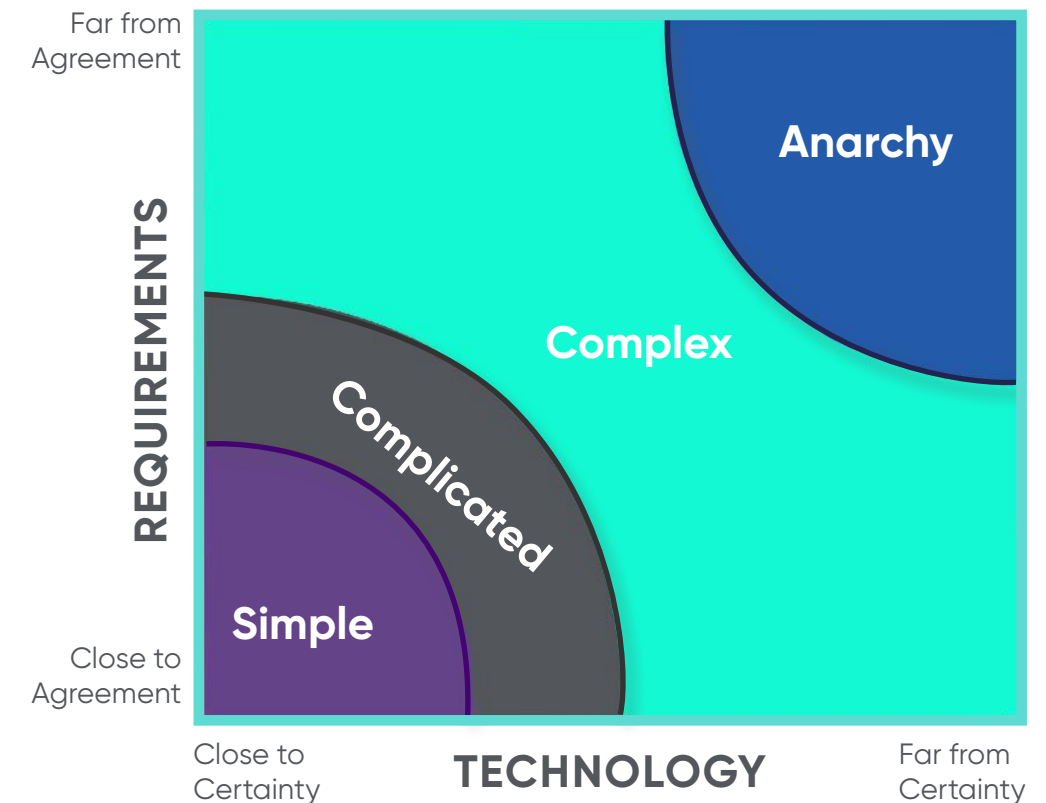 Far from
Agreement
Anarchy
REQUIREMENTS
Complex
Complicated
Simple
Close to
Agreement
Close to
Certainty
TECHNOLOGY
Far from
Certainty